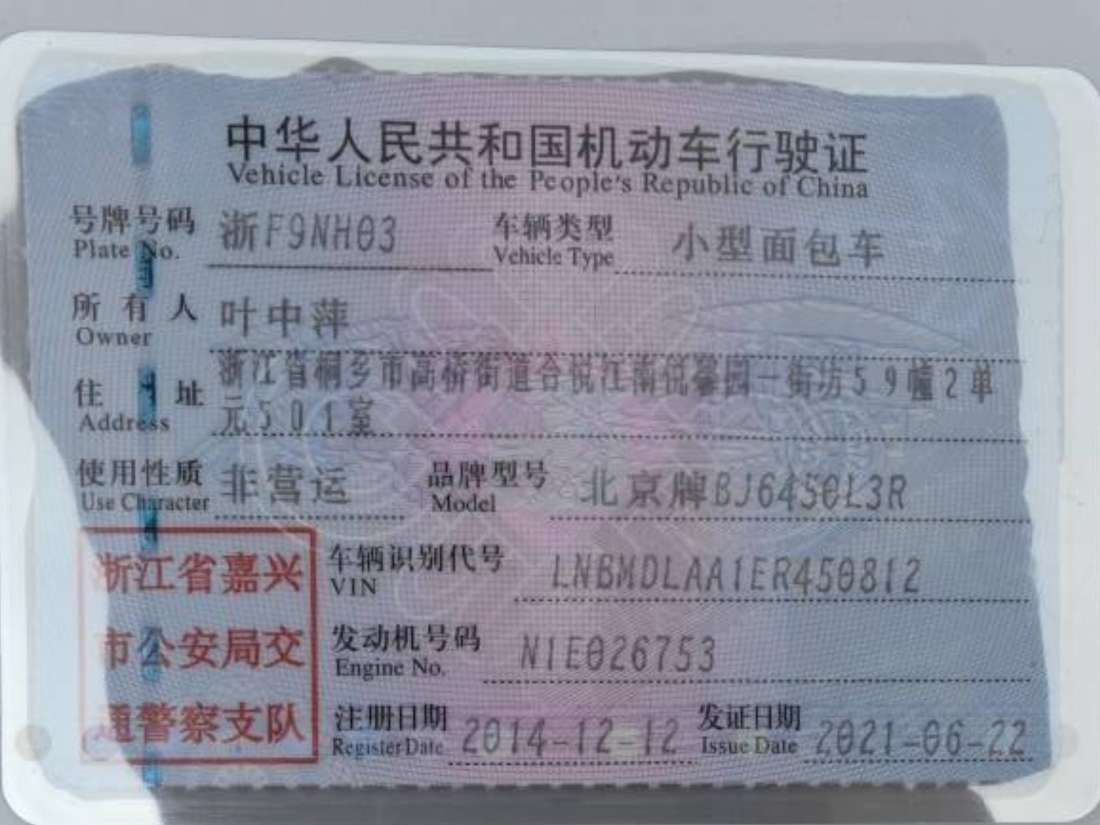 中华人民共和国机动车行驶证
Vehicle License of the People's Republic of China
号牌号码 浙F9NH03 车辆类型 小型面包车
Plate No. Vehicle Type
所有人 叶中萍
Owner
住址 浙江省桐乡市高桥街道合悦江南悦馨园一街坊59幢2单
Address 元501室
使用性质 非营运 品牌型号 北京牌BJ6450L3R
Use Character Model
浙江省嘉兴 车辆识别代号 LNBMDLAA1ER450812
VIN
市公安局交 发动机号码 N1E026753
Engine No.
通警察支队 注册日期 2014-12-12 发证日期 2021-06-22
Register Date Issue Date